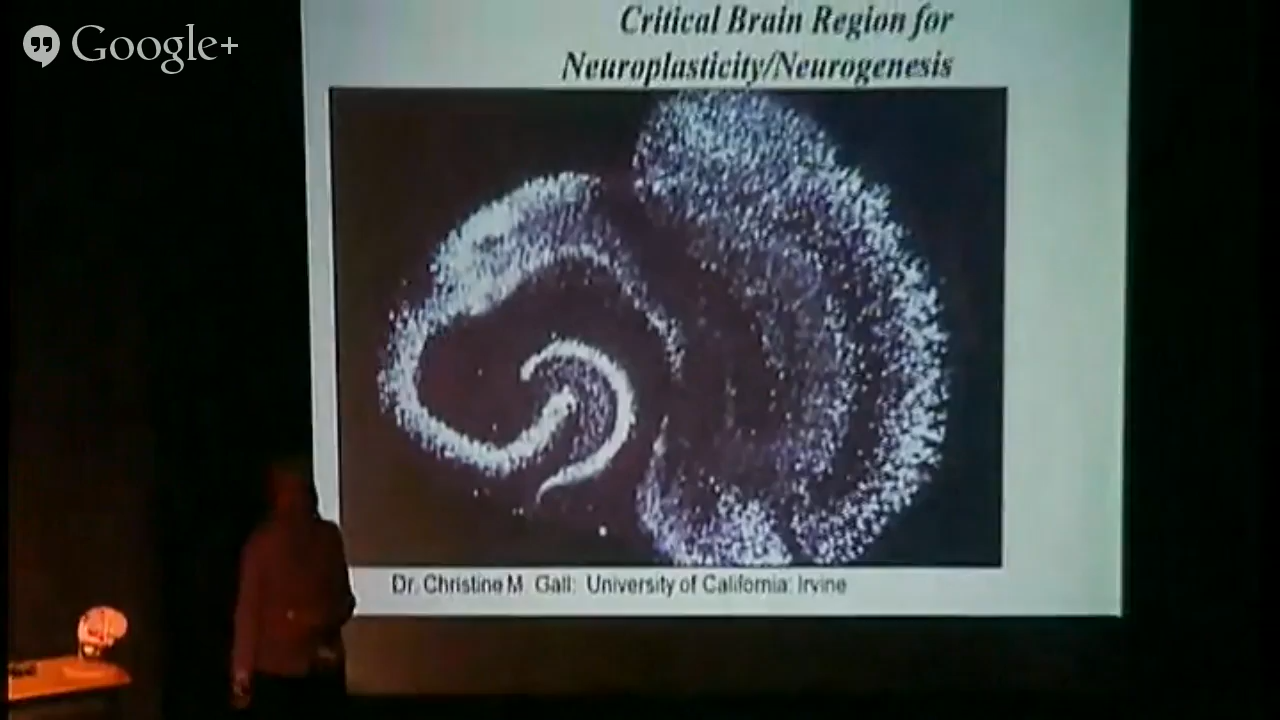 Google+
Critical Brain Region for
Neuroplasticity/Neurogenesis
Dr. Christine M. Gall: University of California: Irvine